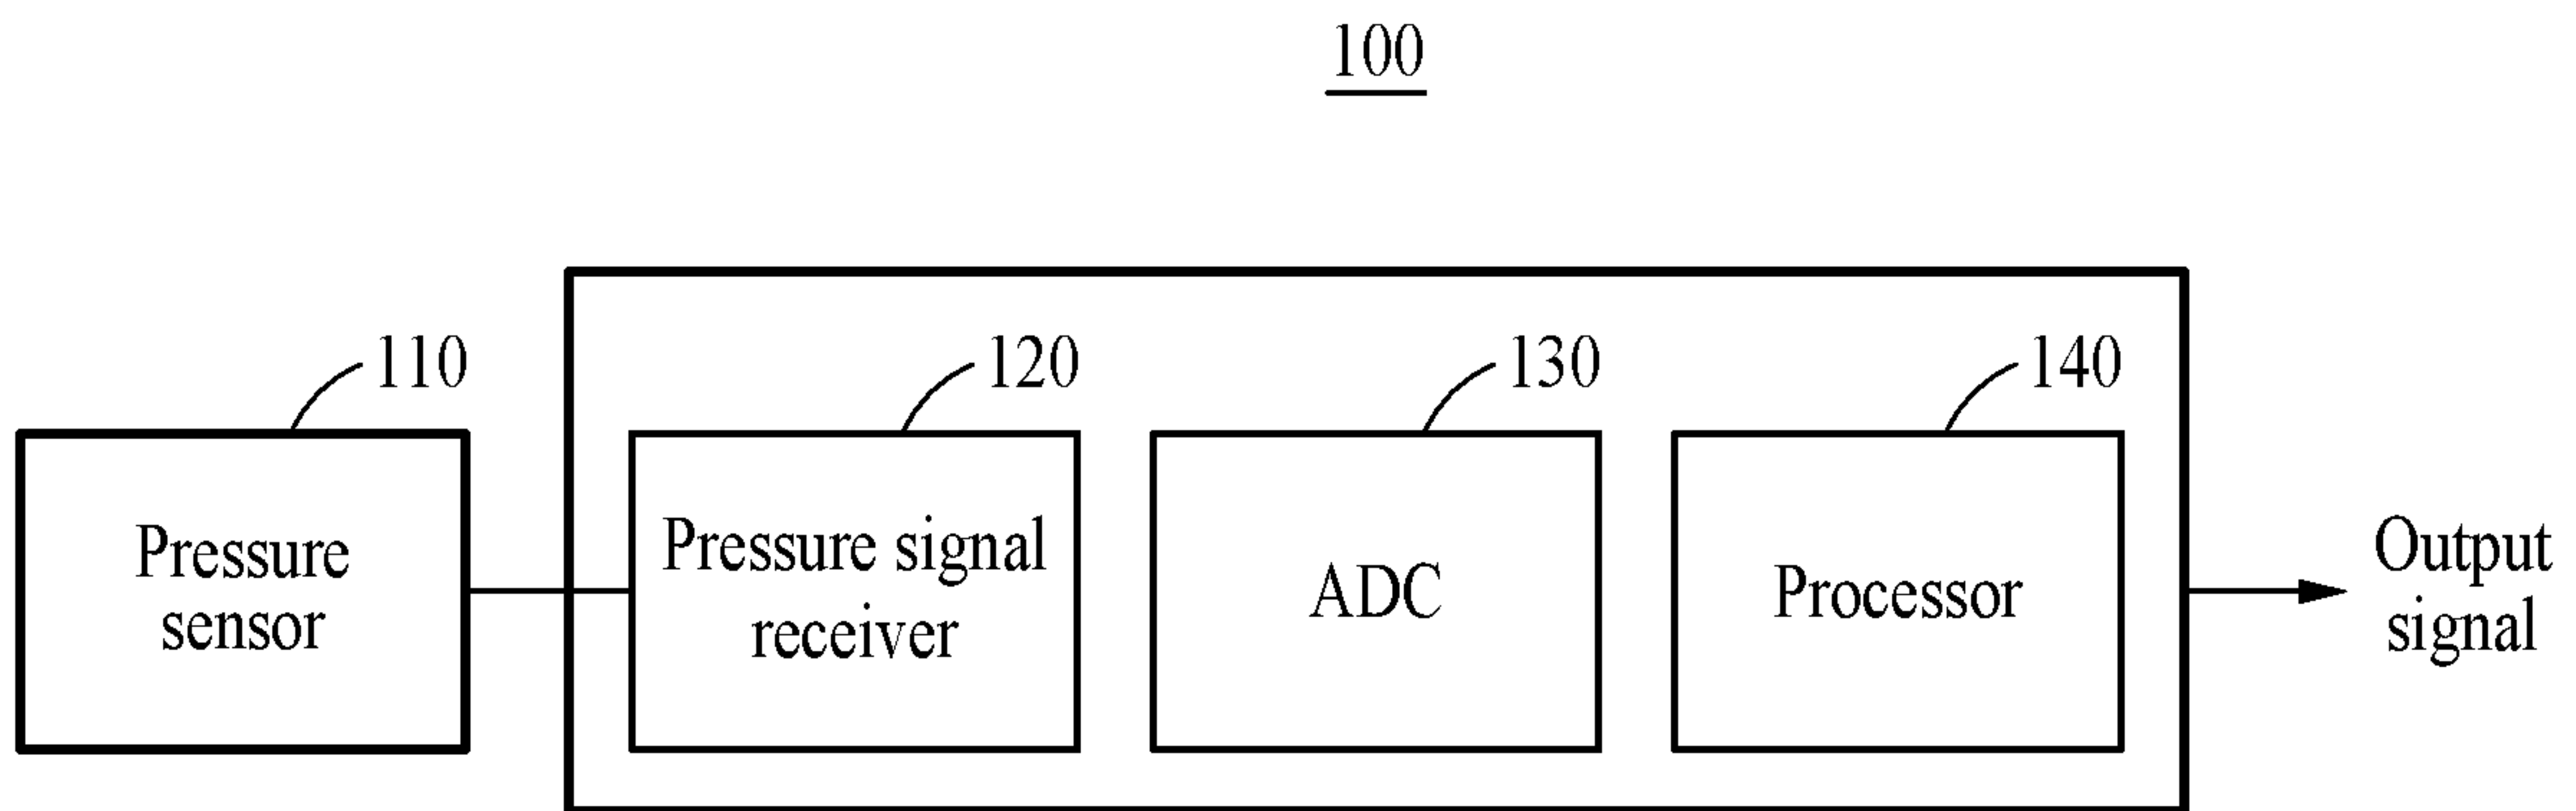 100
110
120
130
140
Pressure
sensor
Pressure signal
receiver
ADC
Processor
Output
signal